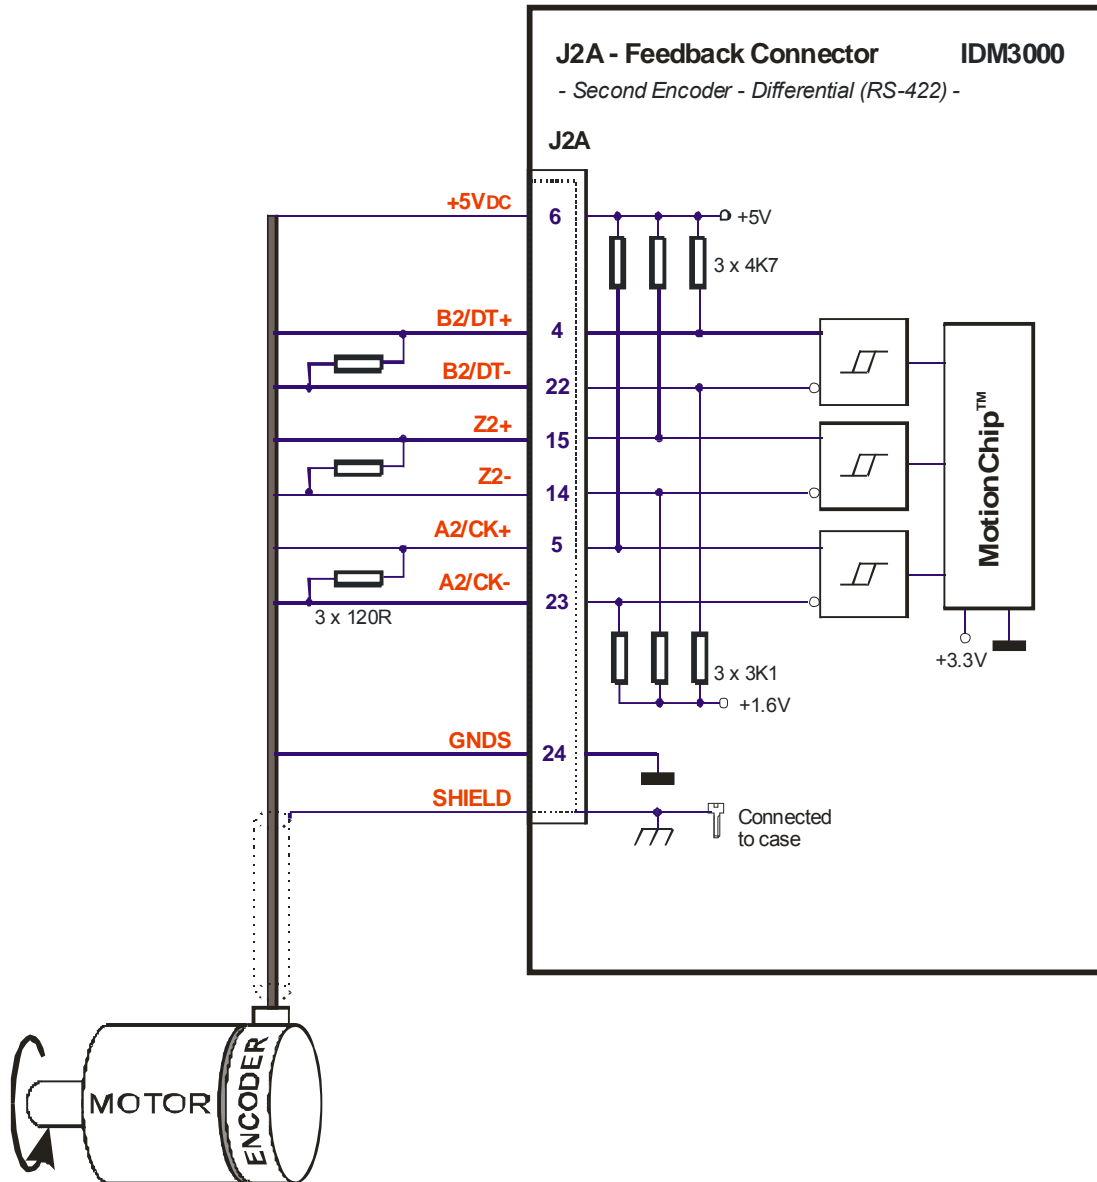 J2A - Feedback Connector IDM3000
- Second Encoder - Differential (RS-422) -
J2A
+5VDC 6 +5V
3 x 4K7
B2/DT+ 4
B2/DT- 22
Z2+ 15
Z2- 14
A2/CK+ 5
A2/CK- 23
3 x 120R
MotionChip™
+3.3V
3 x 3K1
+1.6V
GNDS 24
SHIELD
Connected
to case
MOTOR
ENCODER